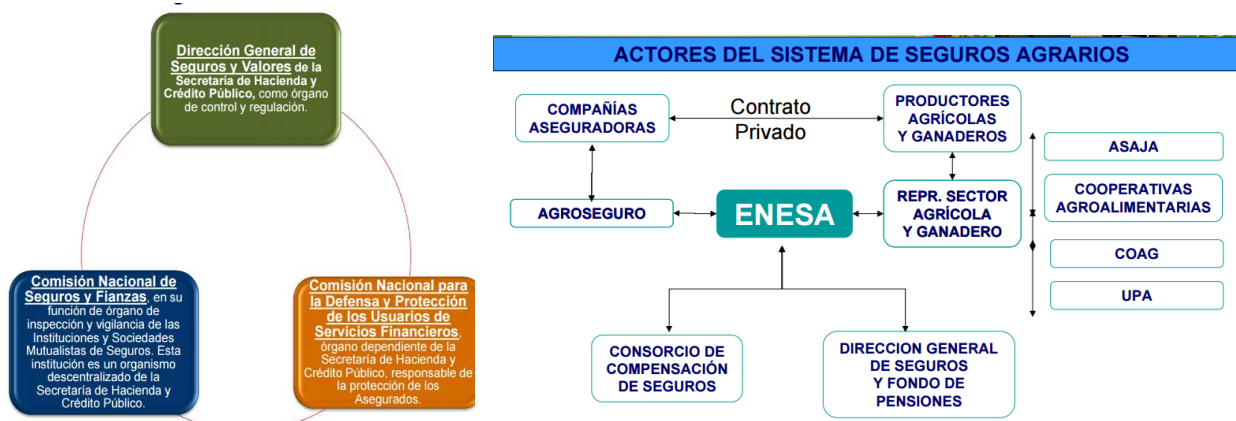 Dirección General de
Seguros y Valores de la
Secretaría de Hacienda y
Crédito Público, como órgano
de control y regulación.
Comisión Nacional de
Seguros y Fianzas, en su
función de órgano de
inspección y vigilancia de las
Instituciones y Sociedades
Mutualistas de Seguros. Esta
institución es un organismo
descentralizado de la
Secretaría de Hacienda y
Crédito Público.
Comisión Nacional para
la Defensa y Protección
de los Usuarios de
Servicios Financieros,
órgano dependiente de la
Secretaría de Hacienda y
Crédito Público, responsable de
la protección de los
Asegurados.
ACTORES DEL SISTEMA DE SEGUROS AGRARIOS
COMPAÑÍAS
ASEGURADORAS
Contrato
Privado
PRODUCTORES
AGRÍCOLAS
Y GANADEROS
AGROSEGURO
ENESA
REPR. SECTOR
AGRÍCOLA
Y GANADERO
ASAJA
COOPERATIVAS
AGROALIMENTARIAS
COAG
UPA
CONSORCIO DE
COMPENSACIÓN
DE SEGUROS
DIRECCION GENERAL
DE SEGUROS
Y FONDO DE
PENSIONES